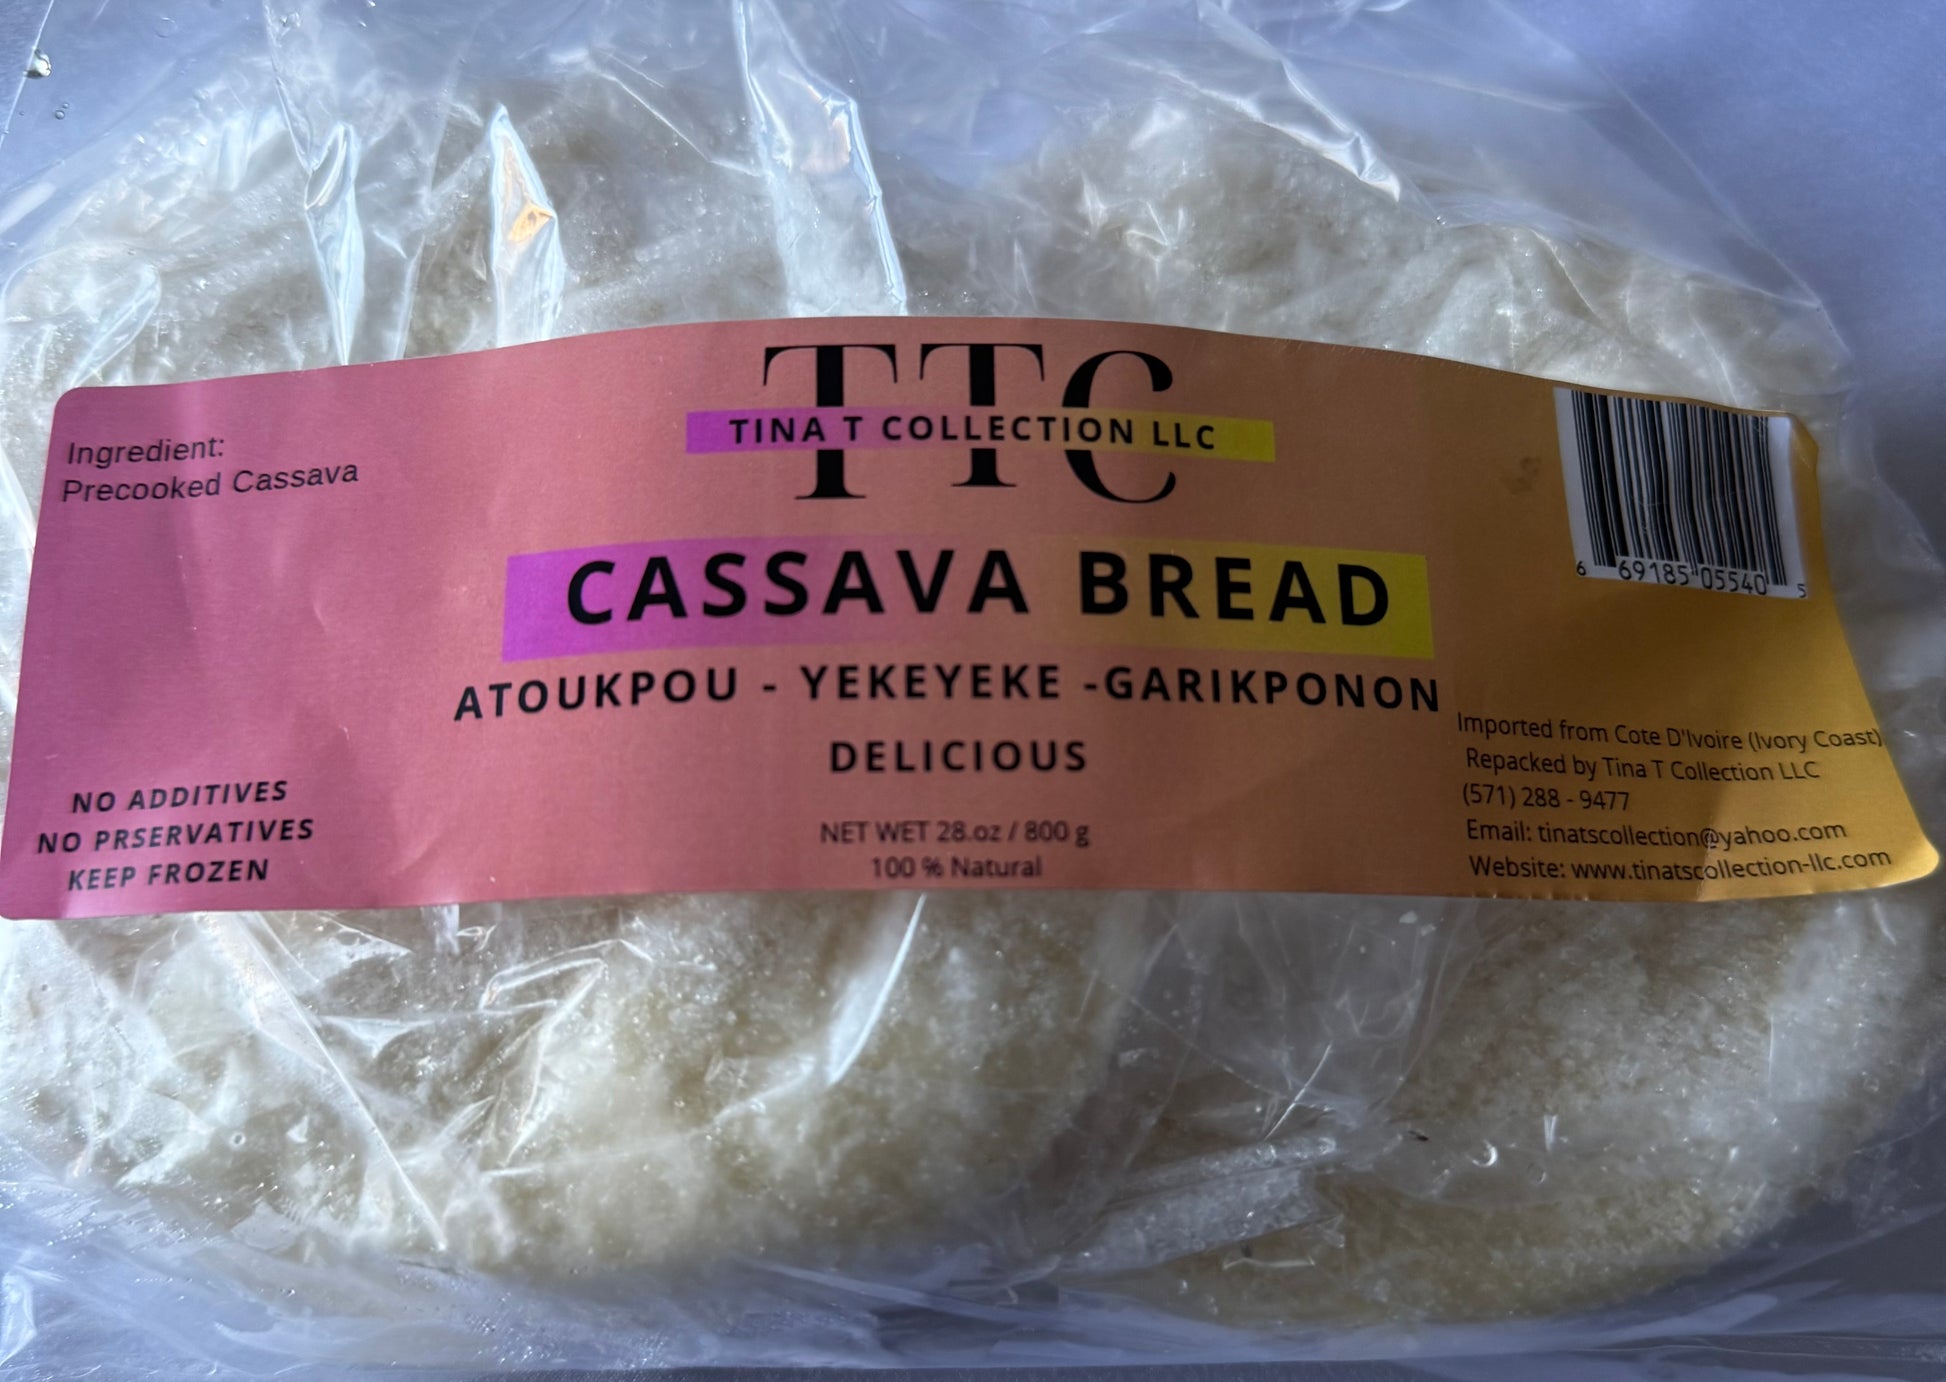 Ingredient:
Precooked Cassava
NO ADDITIVES
NO PRSERVATIVES
KEEP FROZEN
TTC
TINA T COLLECTION LLC
CASSAVA BREAD
ATOUKPOU - YEKEYEKE -GARIKPONON
DELICIOUS
NET WET 28.oz / 800 g
100 % Natural
6 69185 05540 5
Imported from Cote D'Ivoire (Ivory Coast)
Repacked by Tina T Collection LLC
(571) 288 - 9477
Email: tinatscollection@yahoo.com
Website: www.tinatscollection-llc.com